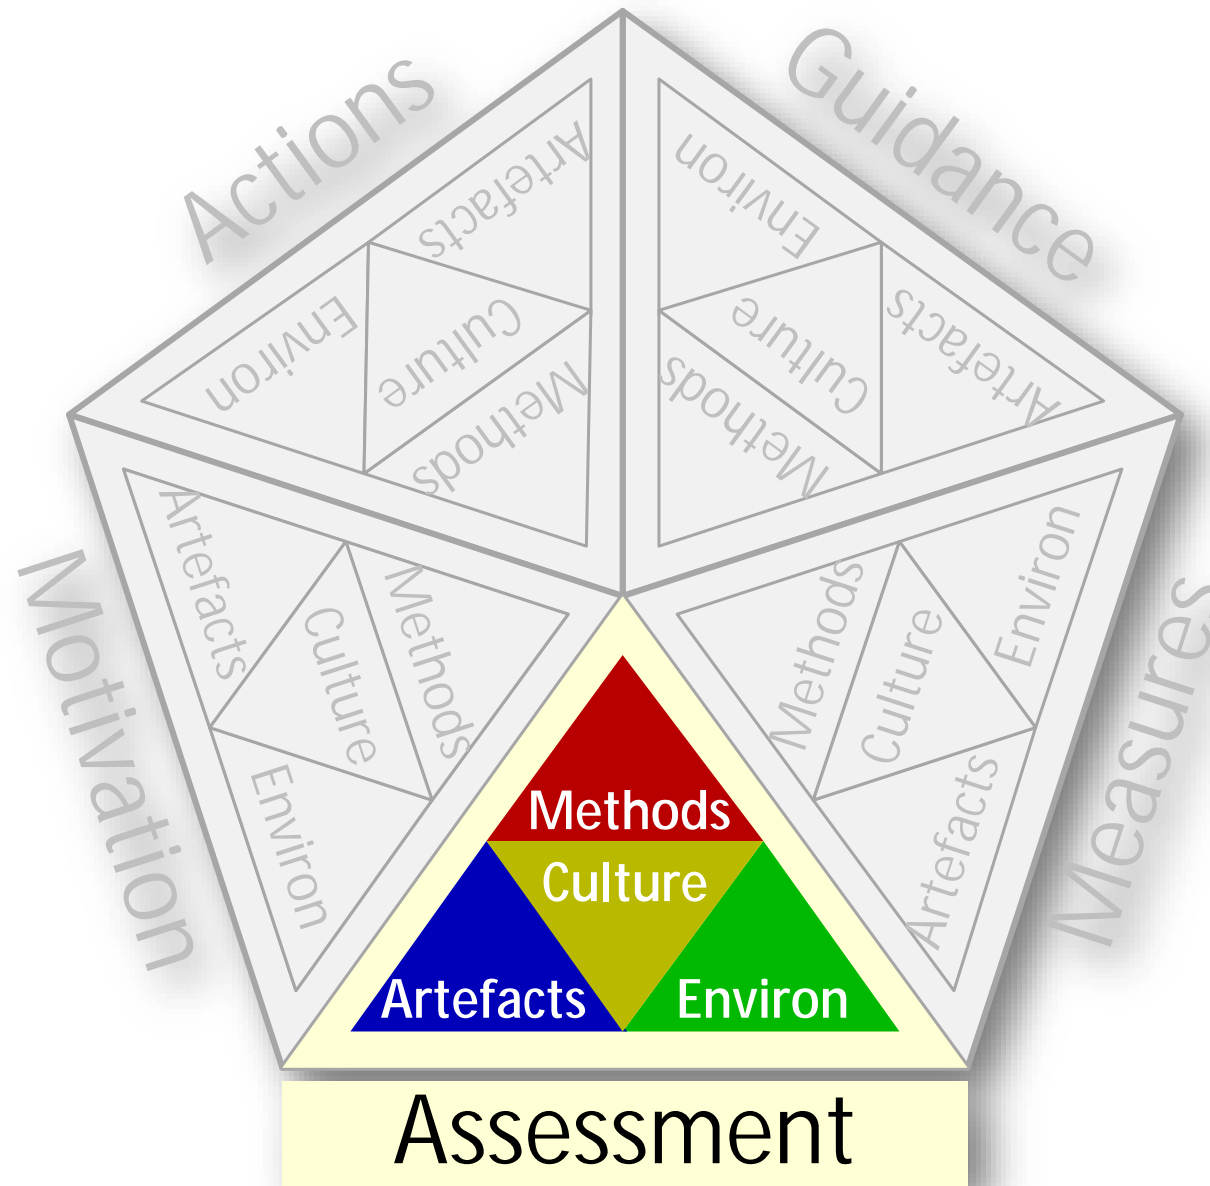 Actions
Artefacts
Environ
Culture
Methods
Guidance
Environ
Culture
Artefacts
Methods
Motivation
Artefacts
Culture
Methods
Environ
Measures
Methods
Culture
Environ
Artefacts
Methods
Culture
Artefacts
Environ
Assessment